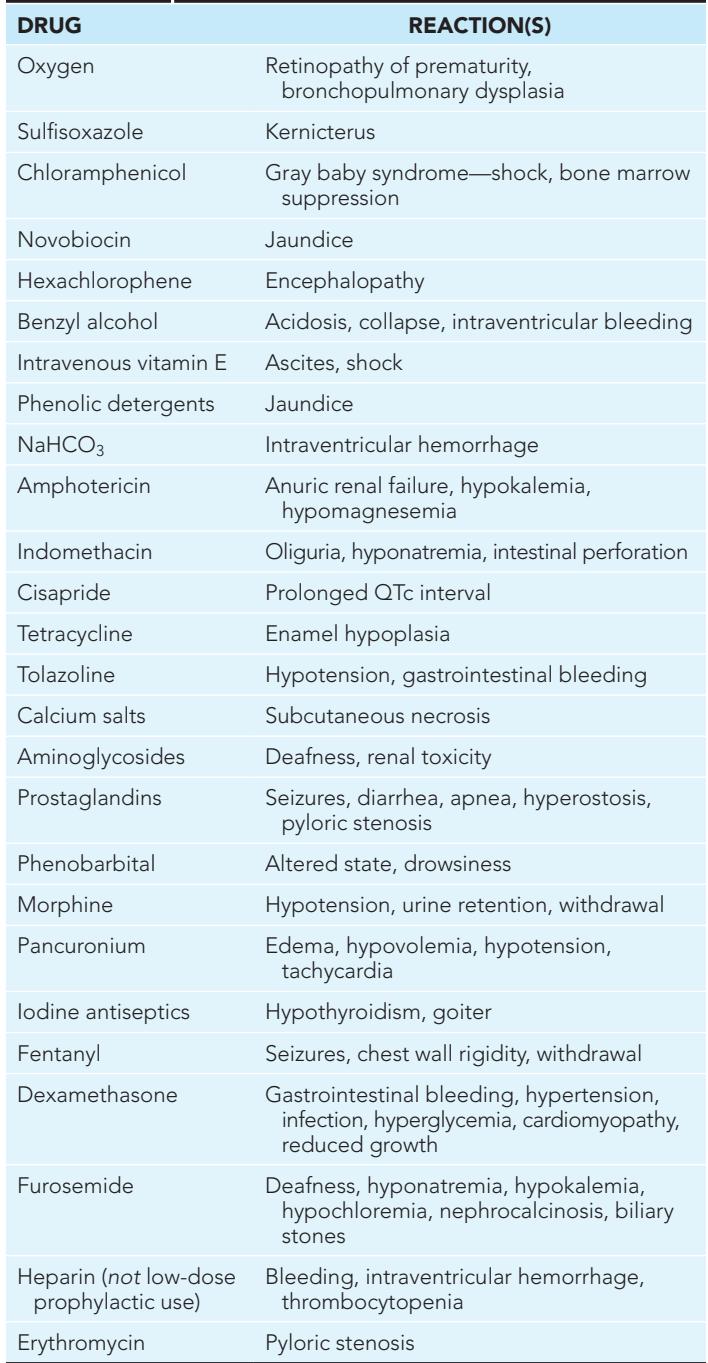 DRUG REACTION(S)
Oxygen Retinopathy of prematurity,
bronchopulmonary dysplasia
Sulfisoxazole Kernicterus
Chloramphenicol Gray baby syndrome—shock, bone marrow
suppression
Novobiocin Jaundice
Hexachlorophene Encephalopathy
Benzyl alcohol Acidosis, collapse, intraventricular bleeding
Intravenous vitamin E Ascites, shock
Phenolic detergents Jaundice
NaHCO₃ Intraventricular hemorrhage
Amphotericin Anuric renal failure, hypokalemia,
hypomagnesemia
Indomethacin Oliguria, hyponatremia, intestinal perforation
Cisapride Prolonged QTc interval
Tetracycline Enamel hypoplasia
Tolazoline Hypotension, gastrointestinal bleeding
Calcium salts Subcutaneous necrosis
Aminoglycosides Deafness, renal toxicity
Prostaglandins Seizures, diarrhea, apnea, hyperostosis,
pyloric stenosis
Phenobarbital Altered state, drowsiness
Morphine Hypotension, urine retention, withdrawal
Pancuronium Edema, hypovolemia, hypotension,
tachycardia
Iodine antiseptics Hypothyroidism, goiter
Fentanyl Seizures, chest wall rigidity, withdrawal
Dexamethasone Gastrointestinal bleeding, hypertension,
infection, hyperglycemia, cardiomyopathy,
reduced growth
Furosemide Deafness, hyponatremia, hypokalemia,
hypochloremia, nephrocalcinosis, biliary
stones
Heparin (not low-dose Bleeding, intraventricular hemorrhage,
prophylactic use) thrombocytopenia
Erythromycin Pyloric stenosis